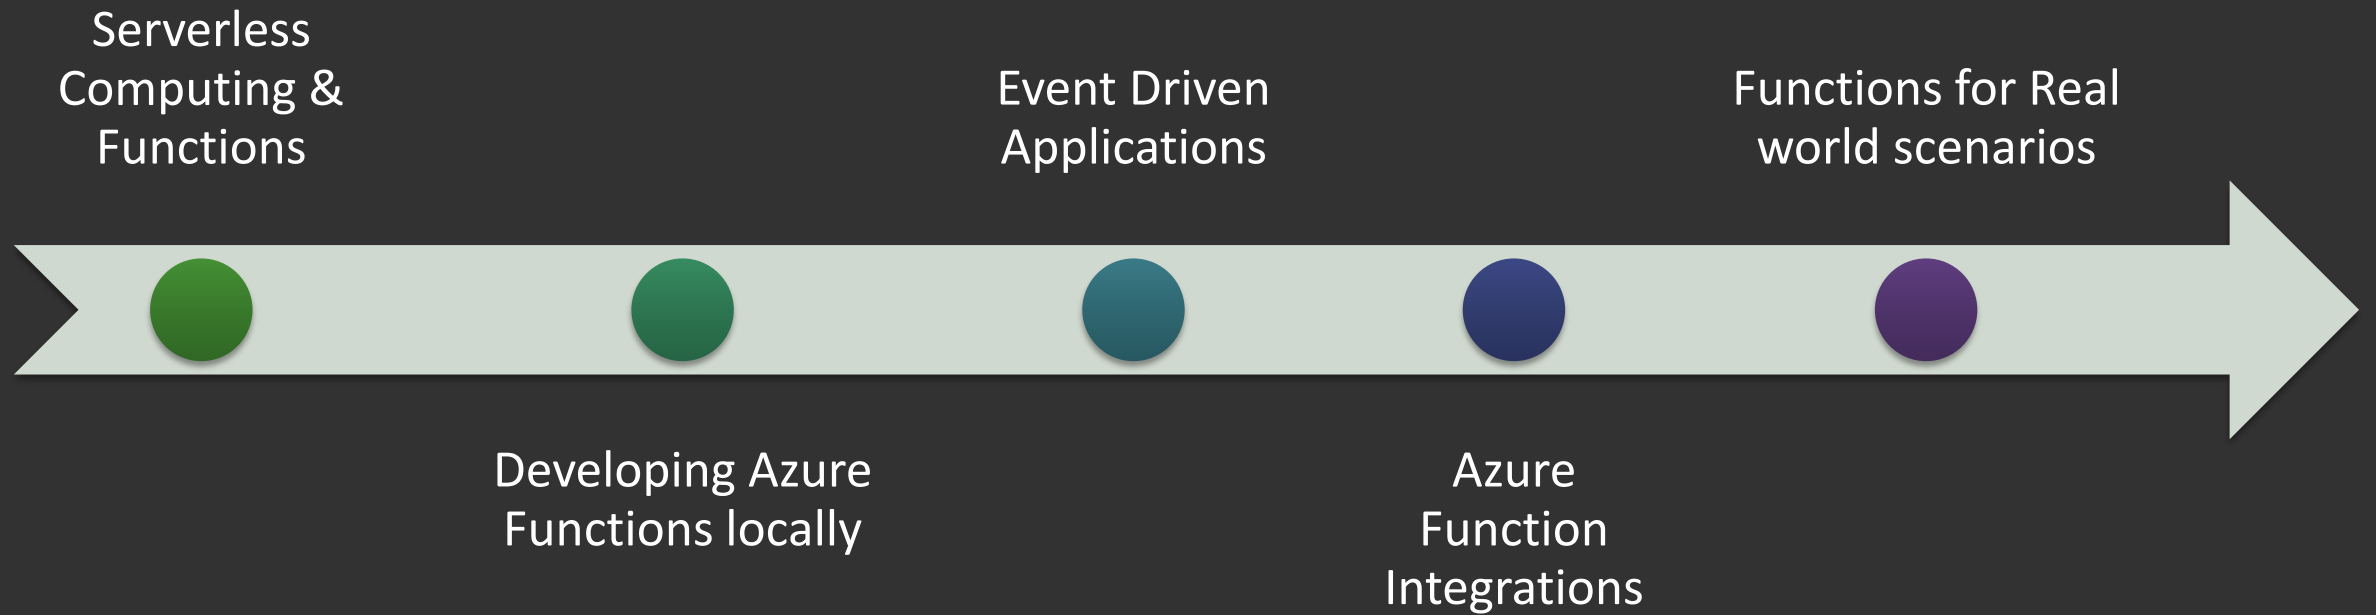 Serverless
Computing &
Functions
Developing Azure
Functions locally
Event Driven
Applications
Azure
Function
Integrations
Functions for Real
world scenarios